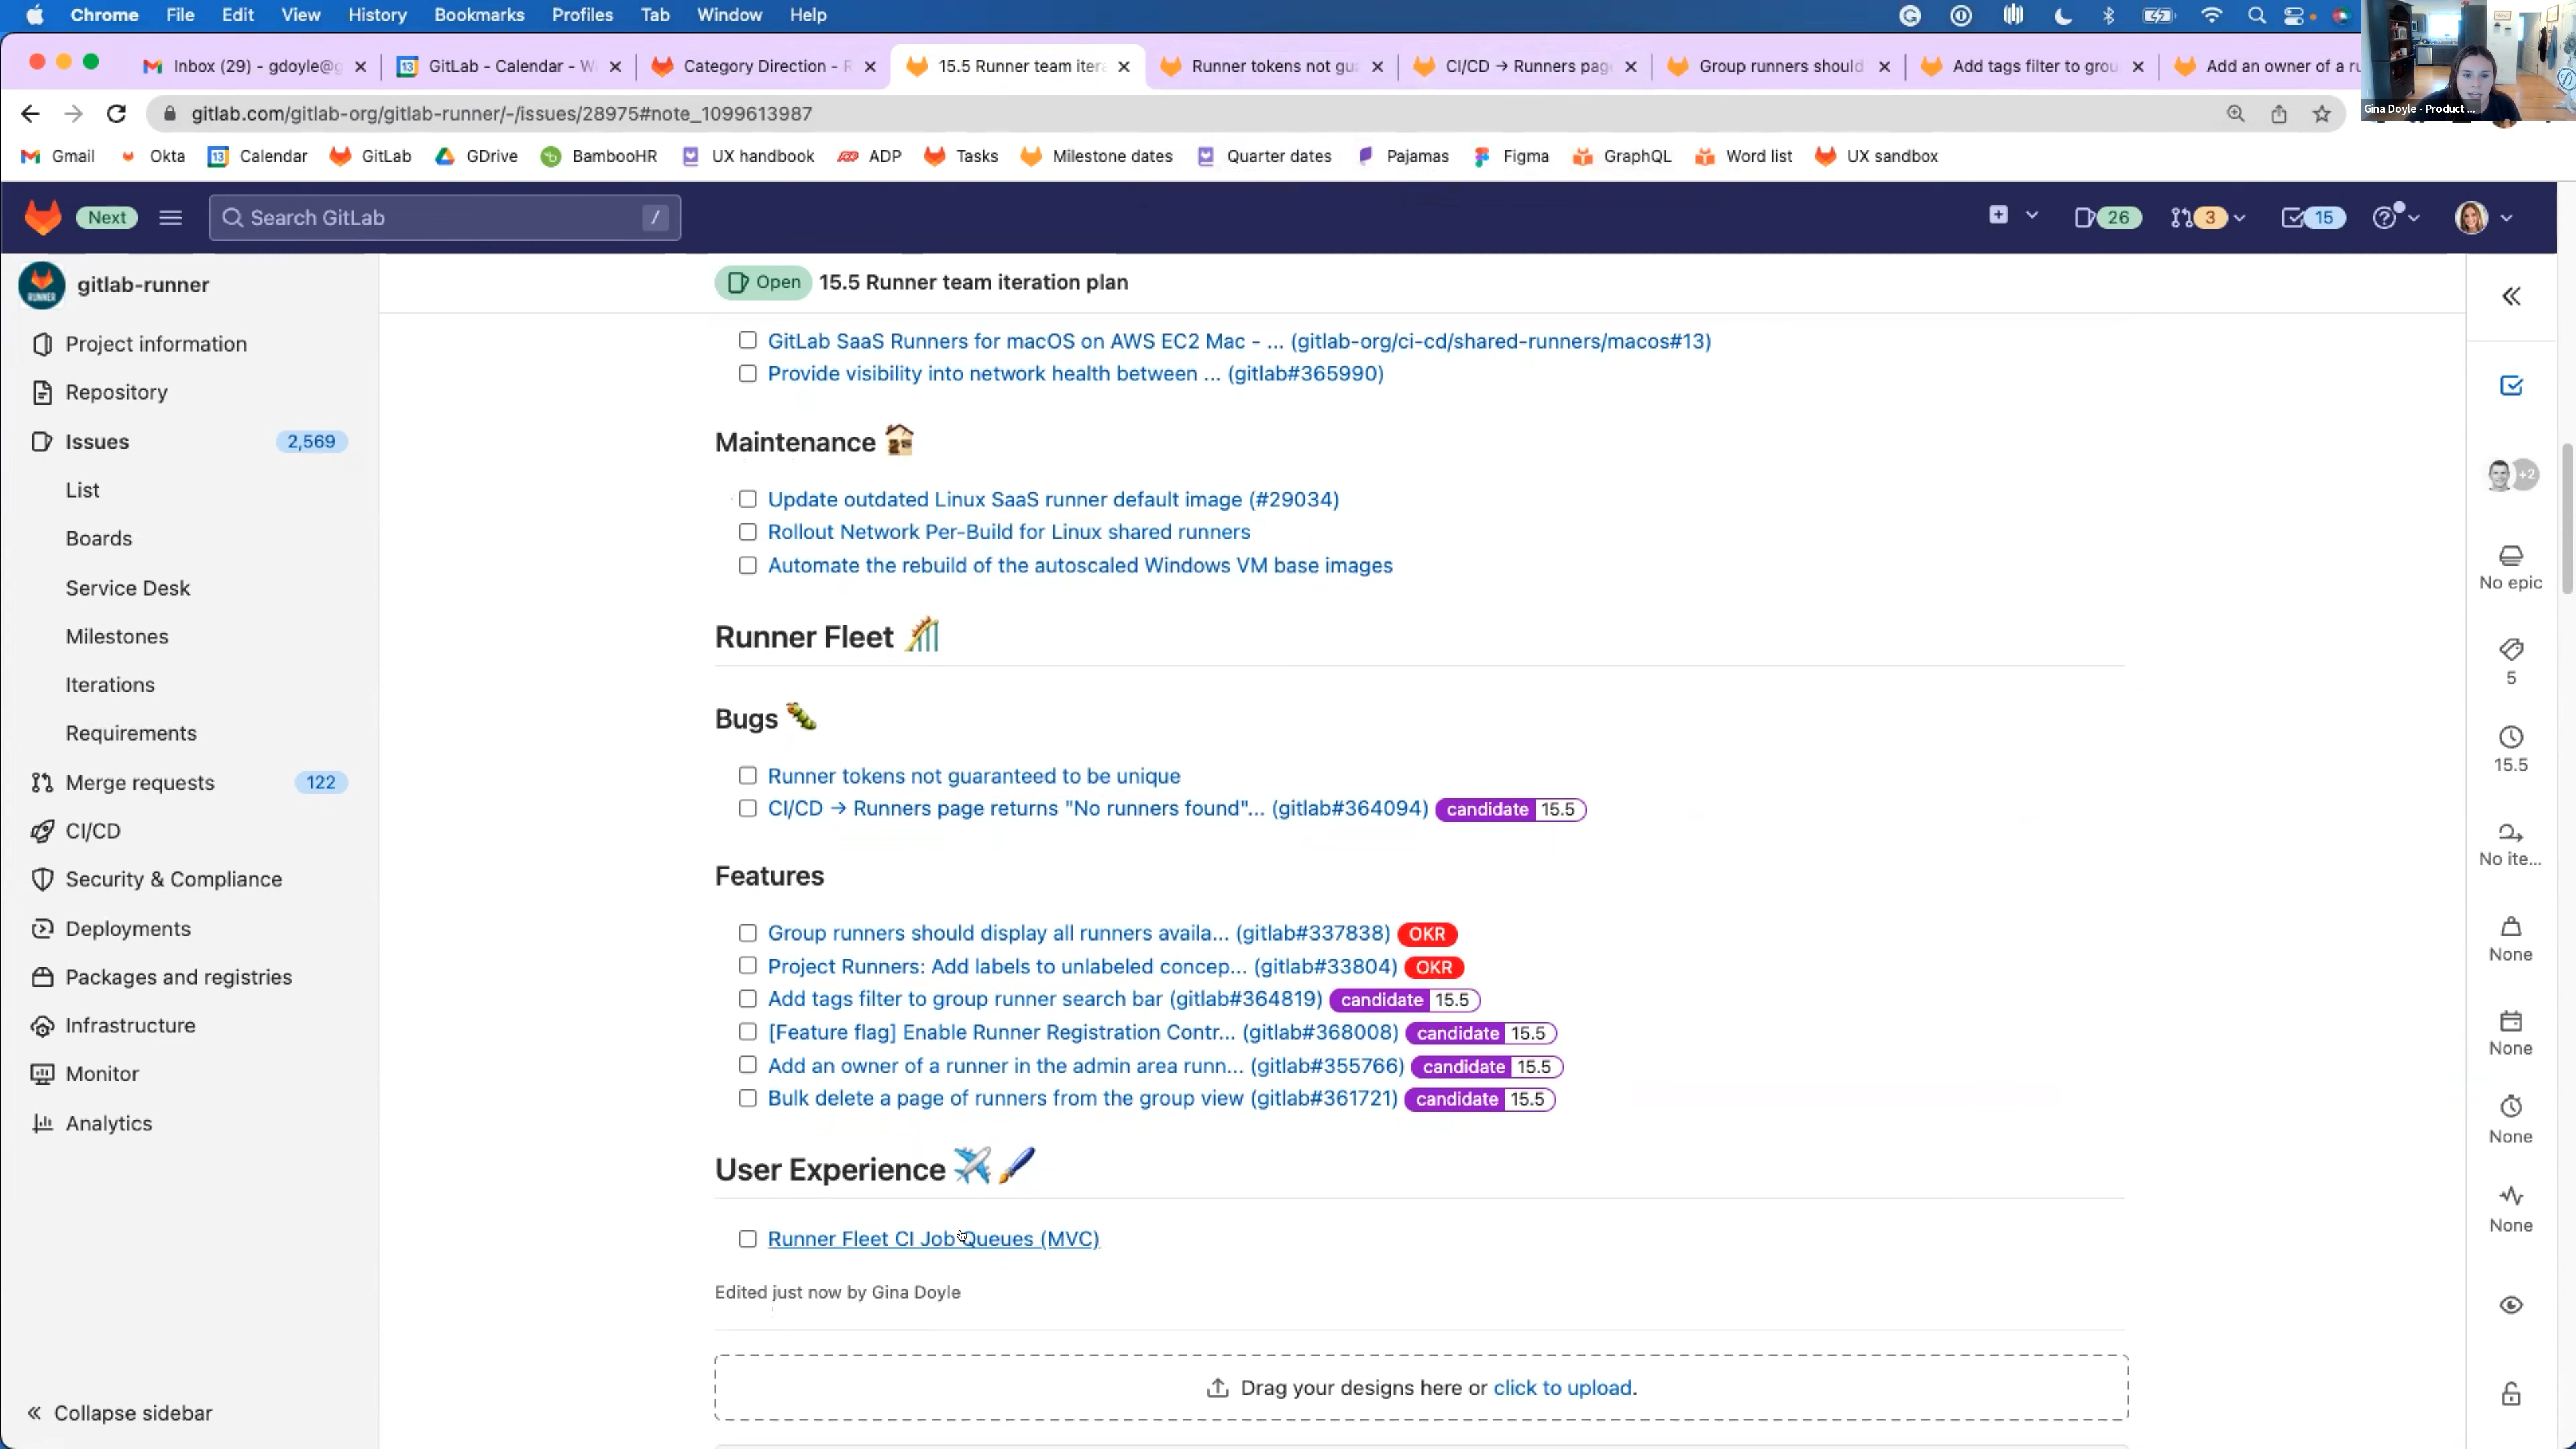 Chrome File Edit View History Bookmarks Profiles Tab Window Help
Inbox (29) - gdoyle@g
GitLab - Calendar - W
Category Direction - R
15.5 Runner team itera
Runner tokens not gua
CI/CD → Runners pag
Group runners should
Add tags filter to grou
Add an owner of a ru
Gina Doyle - Product ...
gitlab.com/gitlab-org/gitlab-runner/-/issues/28975#note_1099613987
Gmail Okta Calendar GitLab GDrive BambooHR UX handbook ADP Tasks Milestone dates Quarter dates Pajamas Figma GraphQL Word list UX sandbox
Next Search GitLab / 26 3 15
gitlab-runner
Project information
Repository
Issues 2,569
List
Boards
Service Desk
Milestones
Iterations
Requirements
Merge requests 122
CI/CD
Security & Compliance
Deployments
Packages and registries
Infrastructure
Monitor
Analytics
Collapse sidebar
Open 15.5 Runner team iteration plan
GitLab SaaS Runners for macOS on AWS EC2 Mac - ... (gitlab-org/ci-cd/shared-runners/macos#13)
Provide visibility into network health between ... (gitlab#365990)
Maintenance
Update outdated Linux SaaS runner default image (#29034)
Rollout Network Per-Build for Linux shared runners
Automate the rebuild of the autoscaled Windows VM base images
Runner Fleet
Bugs
Runner tokens not guaranteed to be unique
CI/CD → Runners page returns "No runners found"... (gitlab#364094) candidate 15.5
Features
Group runners should display all runners availa... (gitlab#337838) OKR
Project Runners: Add labels to unlabeled concep... (gitlab#33804) OKR
Add tags filter to group runner search bar (gitlab#364819) candidate 15.5
[Feature flag] Enable Runner Registration Contr... (gitlab#368008) candidate 15.5
Add an owner of a runner in the admin area runn... (gitlab#355766) candidate 15.5
Bulk delete a page of runners from the group view (gitlab#361721) candidate 15.5
User Experience
Runner Fleet CI Job Queues (MVC)
Edited just now by Gina Doyle
Drag your designs here or click to upload.
+2
No epic
5
15.5
No ite...
None
None
None
None